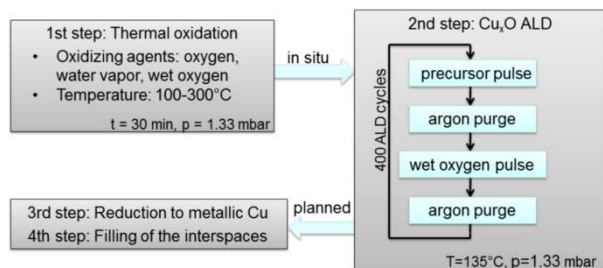 1st step: Thermal oxidation
• Oxidizing agents: oxygen,
water vapor, wet oxygen
• Temperature: 100-300°C
t = 30 min, p = 1.33 mbar
in situ
2nd step: CuₓO ALD
400 ALD cycles
precursor pulse
argon purge
wet oxygen pulse
argon purge
T=135°C, p=1.33 mbar
planned
3rd step: Reduction to metallic Cu
4th step: Filling of the interspaces